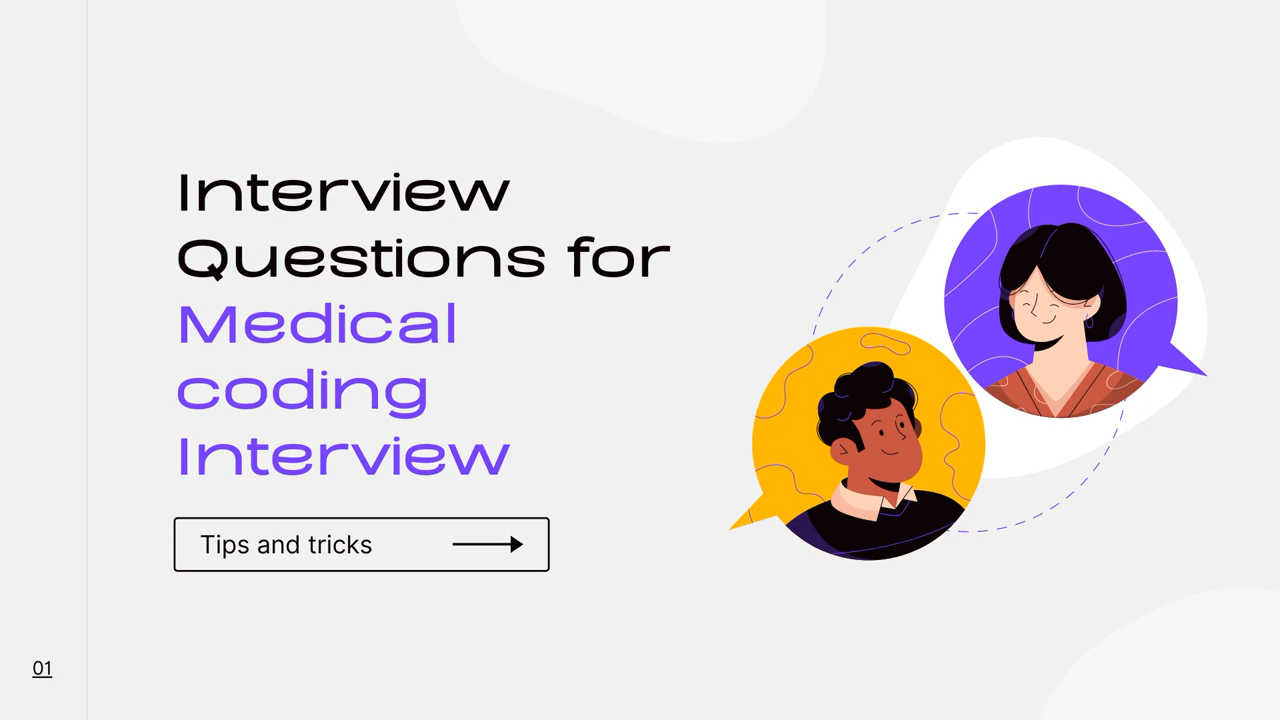 Interview
Questions for
Medical
coding
Interview
Tips and tricks
01